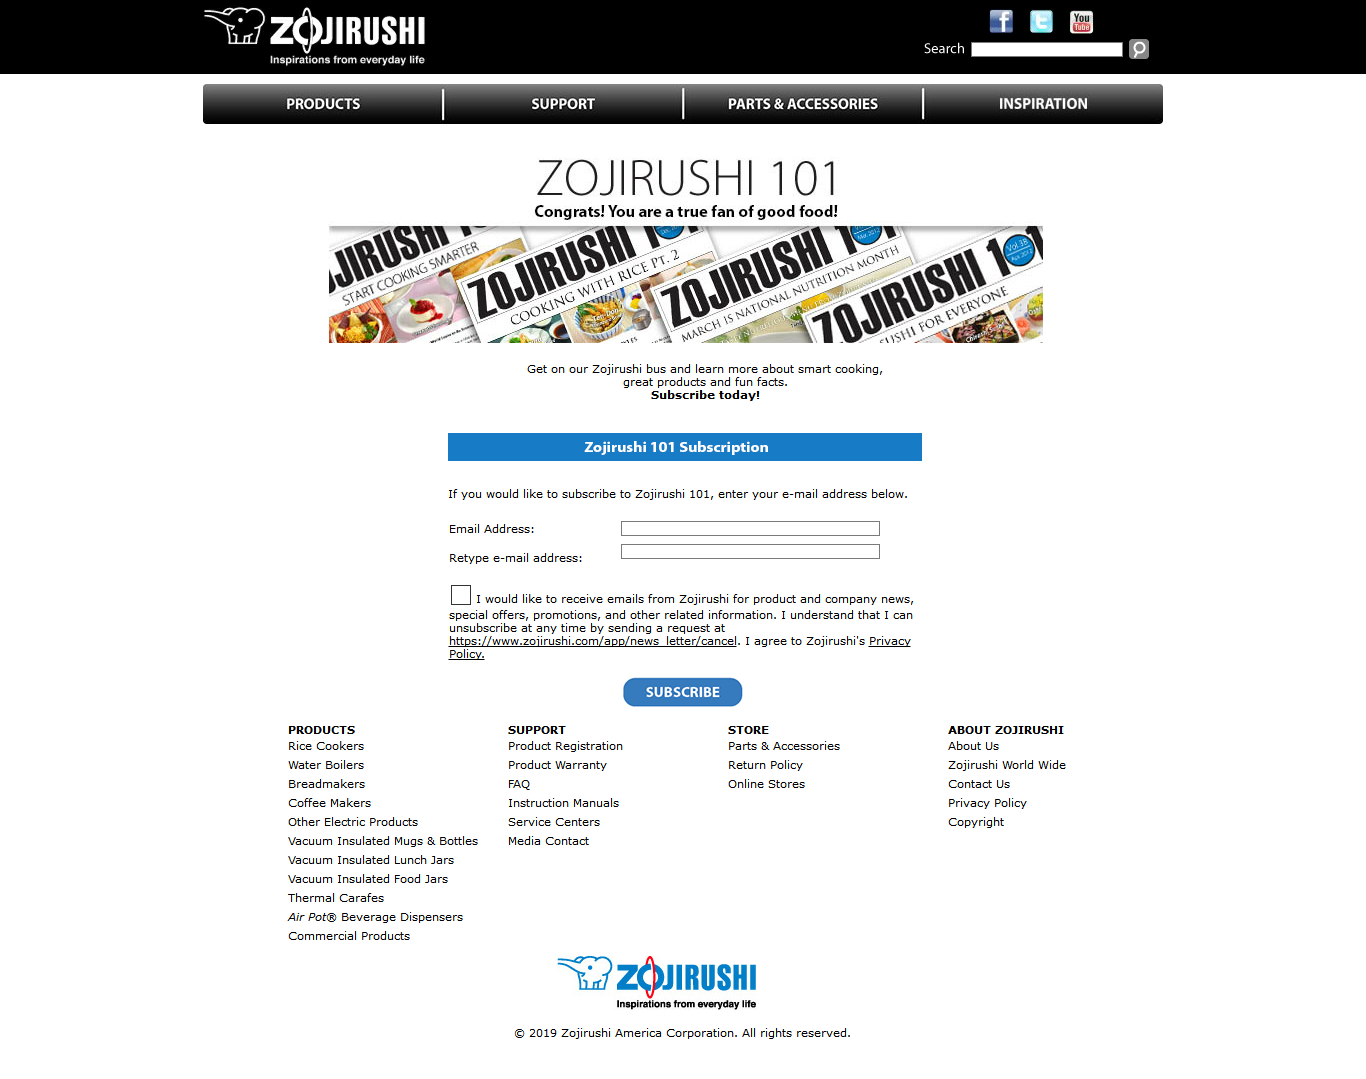 ZOJIRUSHI
Inspirations from everyday life
f t You Tube
Search
PRODUCTS SUPPORT PARTS & ACCESSORIES INSPIRATION
ZOJIRUSHI 101
Congrats! You are a true fan of good food!
OJIRUSHI
START COOKING SMARTER
ZOJIRUSHI 101
COOKING WITH RICE PT. 2
ZOJIRUSHI 101
MARCH IS NATIONAL NUTRITION MONTH
ZOJIRUSHI 101
Vol 38
SUSHI FOR EVERYONE
Get on our Zojirushi bus and learn more about smart cooking,
great products and fun facts.
Subscribe today!
Zojirushi 101 Subscription
If you would like to subscribe to Zojirushi 101, enter your e-mail address below.
Email Address:
Retype e-mail address:
I would like to receive emails from Zojirushi for product and company news,
special offers, promotions, and other related information. I understand that I can
unsubscribe at any time by sending a request at
https://www.zojirushi.com/app/news_letter/cancel. I agree to Zojirushi's Privacy
Policy.
SUBSCRIBE
PRODUCTS
Rice Cookers
Water Boilers
Breadmakers
Coffee Makers
Other Electric Products
Vacuum Insulated Mugs & Bottles
Vacuum Insulated Lunch Jars
Vacuum Insulated Food Jars
Thermal Carafes
Air Pot® Beverage Dispensers
Commercial Products
SUPPORT
Product Registration
Product Warranty
FAQ
Instruction Manuals
Service Centers
Media Contact
STORE
Parts & Accessories
Return Policy
Online Stores
ABOUT ZOJIRUSHI
About Us
Zojirushi World Wide
Contact Us
Privacy Policy
Copyright
ZOJIRUSHI
Inspirations from everyday life
© 2019 Zojirushi America Corporation. All rights reserved.